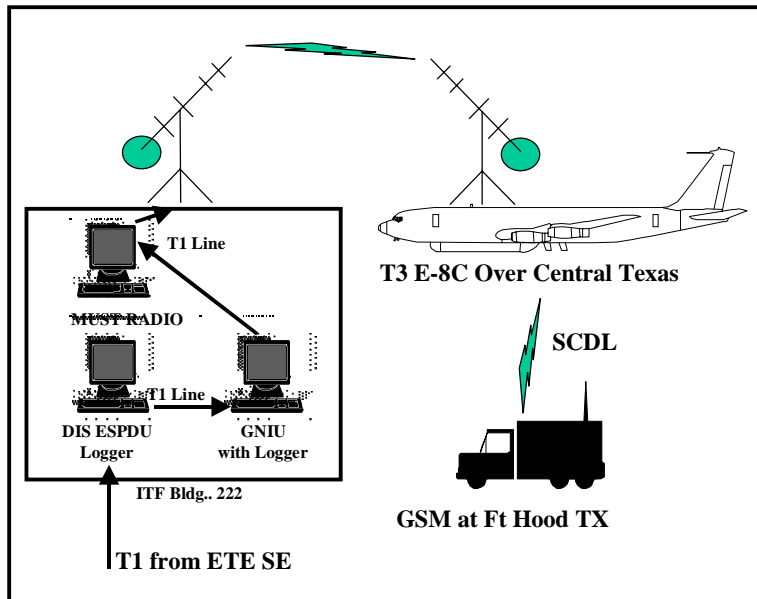 T1 Line
MUST RADIO
T1 Line
DIS ESPDU
Logger
GNIU
with Logger
ITF Bldg.. 222
T1 from ETE SE
T3 E-8C Over Central Texas
SCDL
GSM at Ft Hood TX